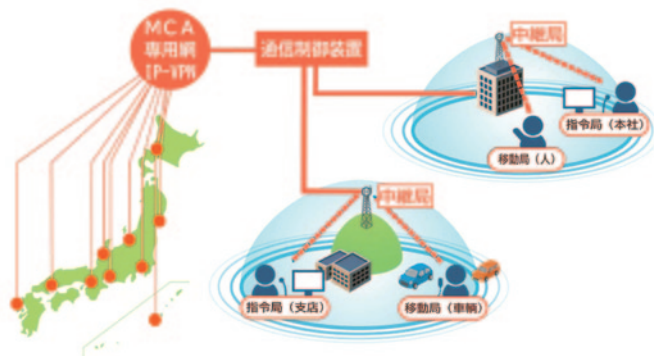 MCA
専用網
IP-VPN
通信制御装置
中継局
指令局（本社）
移動局（人）
中継局
指令局（支店）
移動局（車輌）